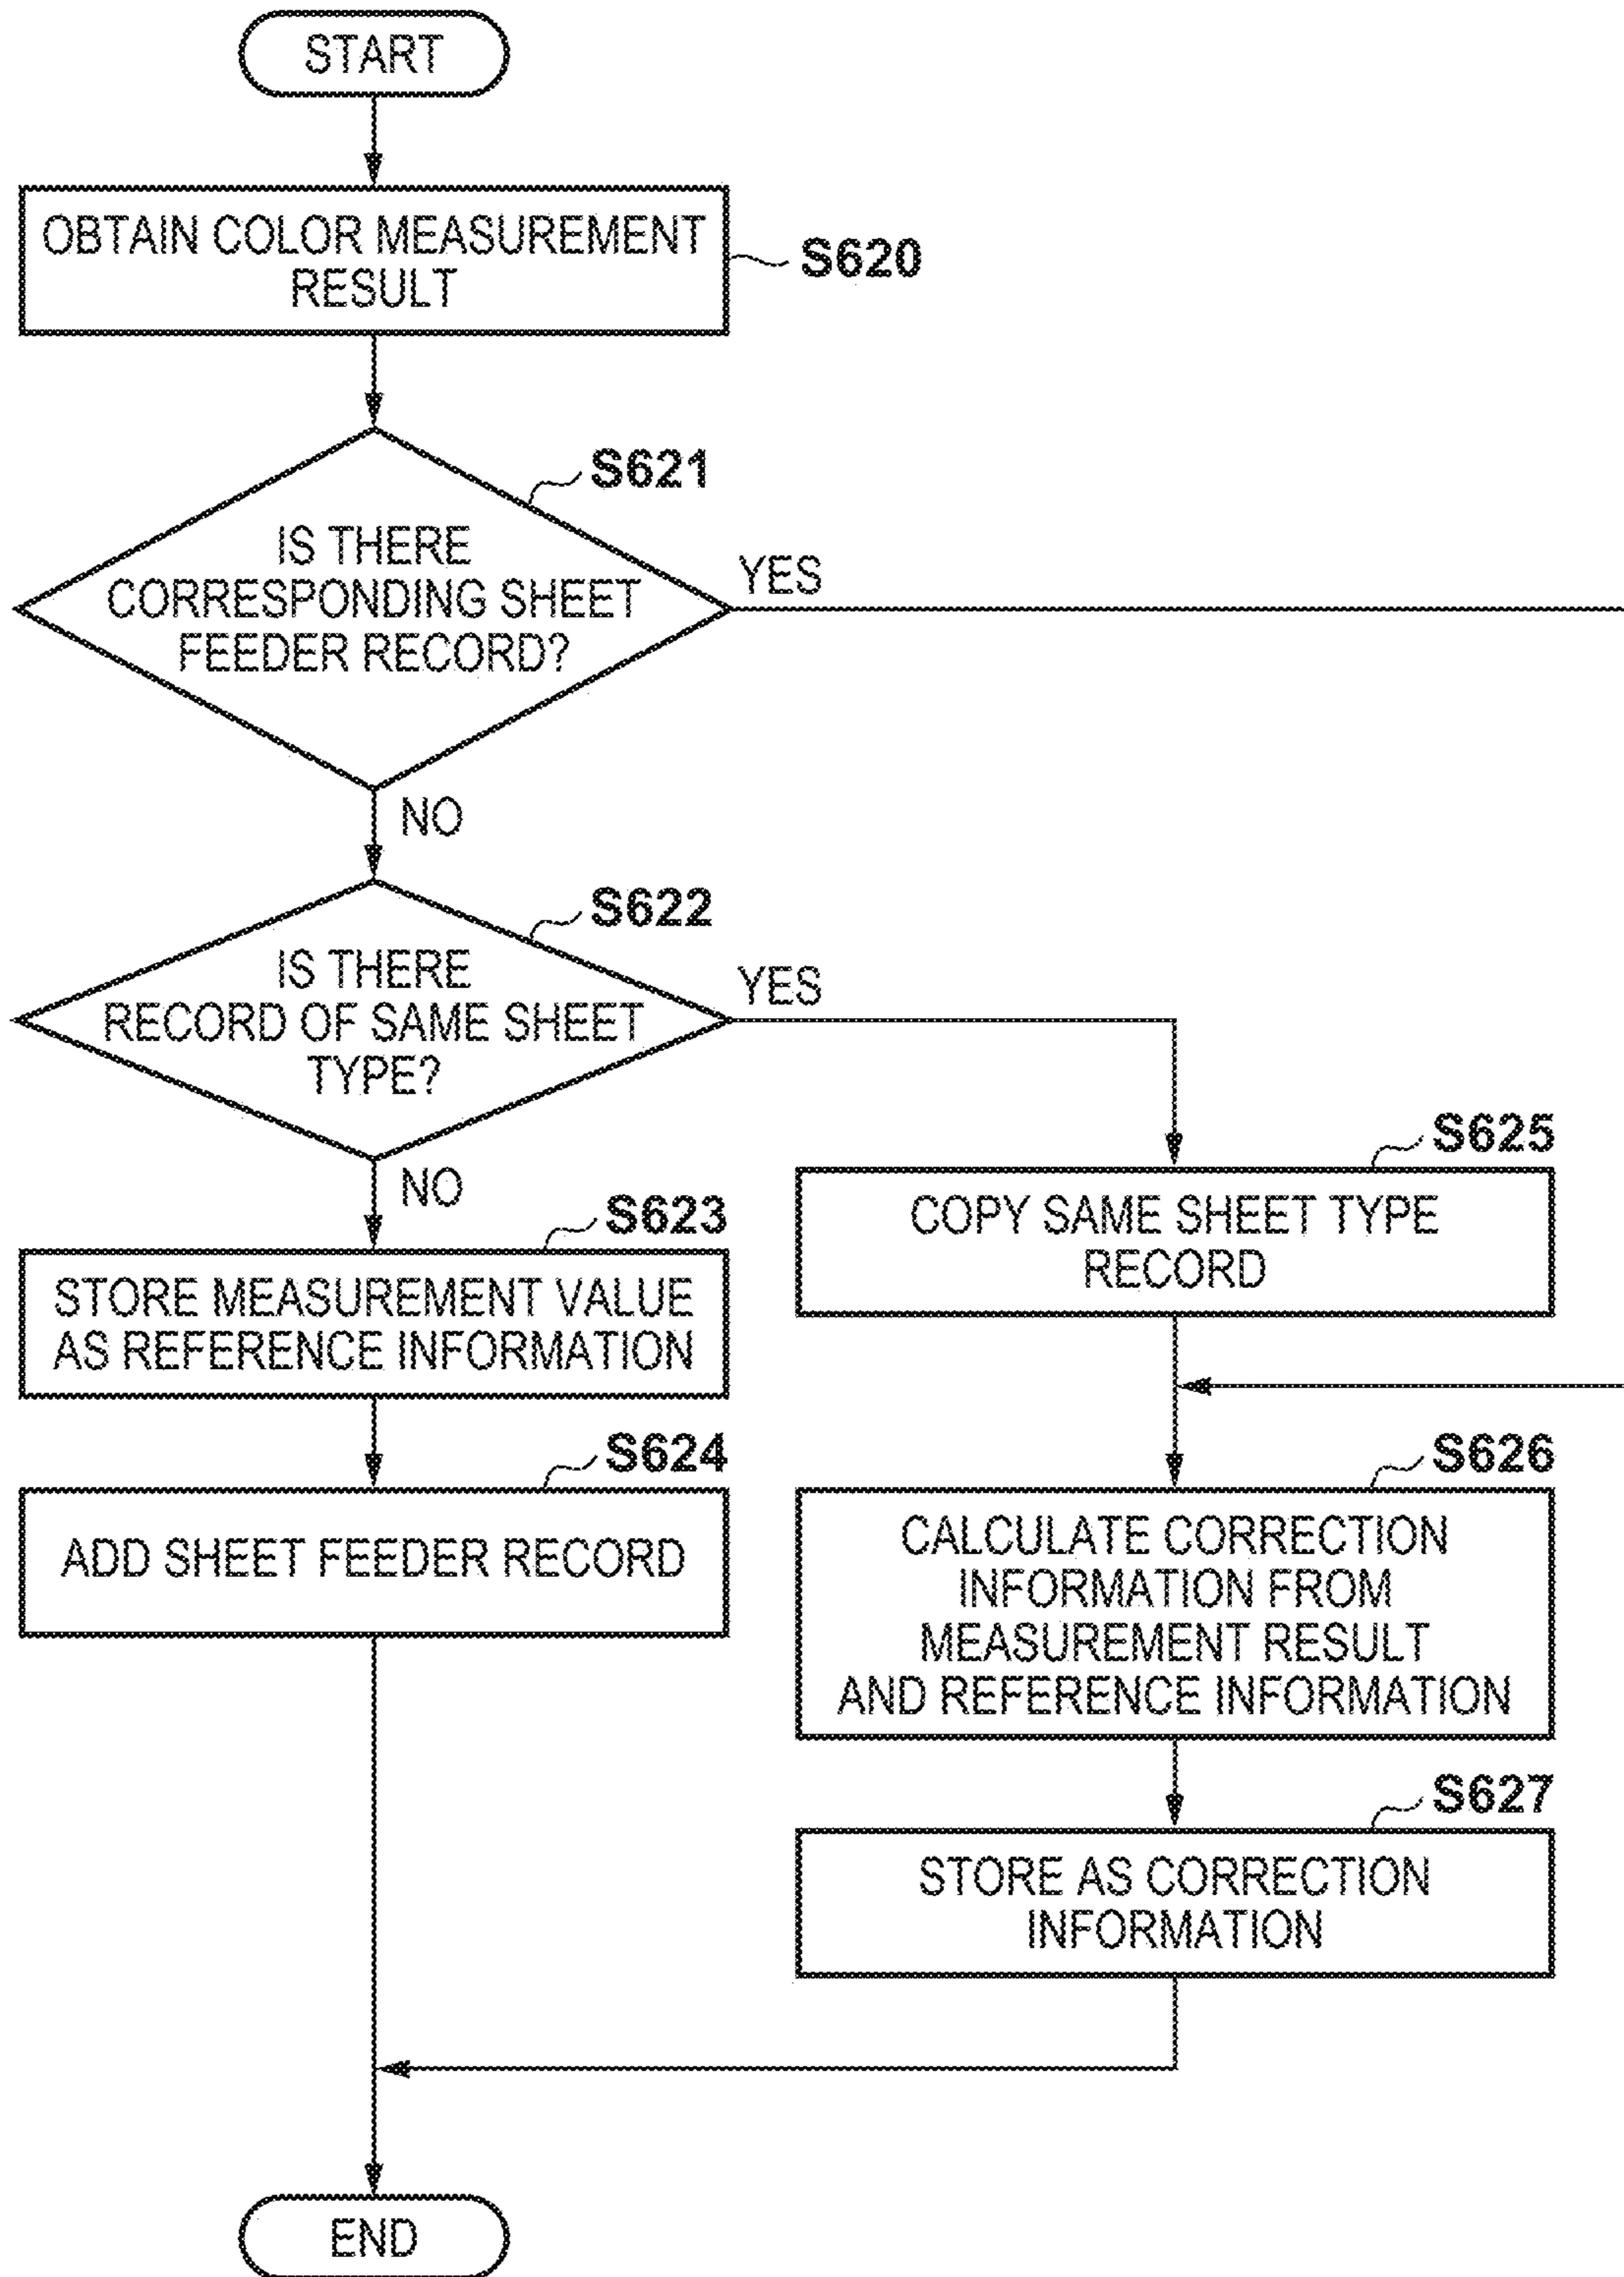 START
OBTAIN COLOR MEASUREMENT
RESULT
S620
S621
IS THERE
CORRESPONDING SHEET
FEEDER RECORD?
YES
NO
S622
IS THERE
RECORD OF SAME SHEET
TYPE?
YES
NO
S623
STORE MEASUREMENT VALUE
AS REFERENCE INFORMATION
S624
ADD SHEET FEEDER RECORD
S625
COPY SAME SHEET TYPE
RECORD
S626
CALCULATE CORRECTION
INFORMATION FROM
MEASUREMENT RESULT
AND REFERENCE INFORMATION
S627
STORE AS CORRECTION
INFORMATION
END